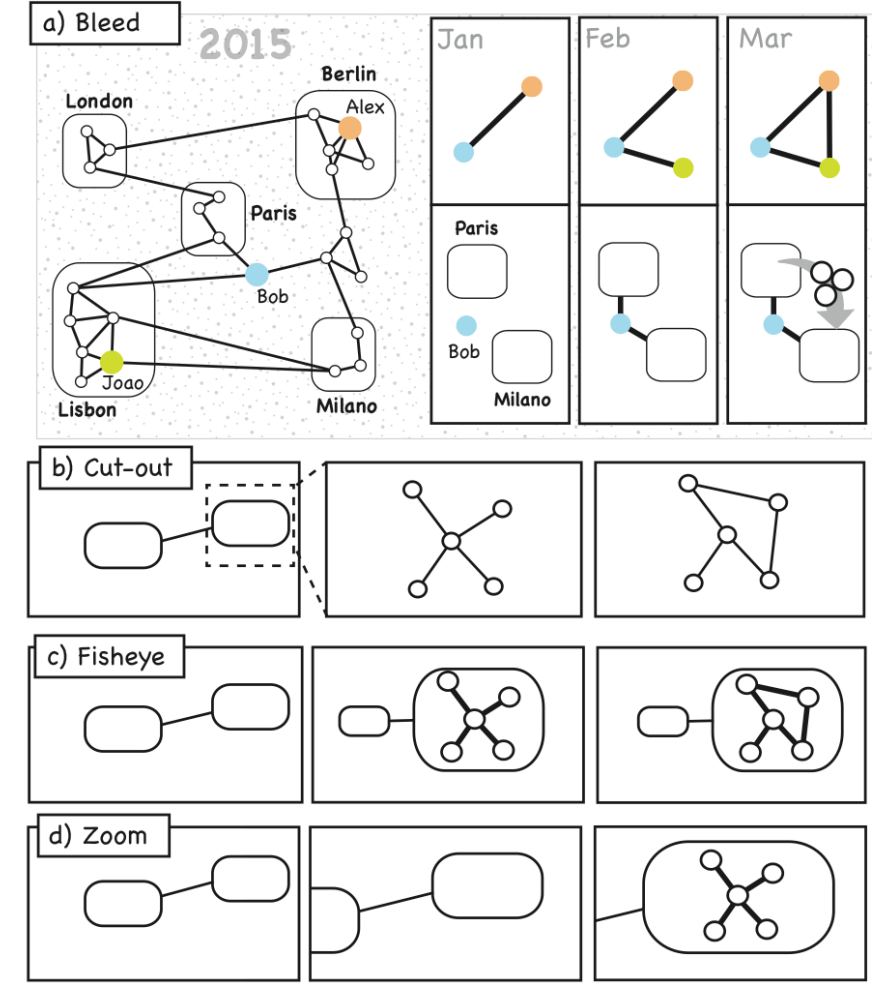 a) Bleed
2015
Jan
Feb
Mar
Berlin
London
Alex
Paris
Bob
Joao
Lisbon
Milano
Paris
Bob
Milano
b) Cut-out
c) Fisheye
d) Zoom